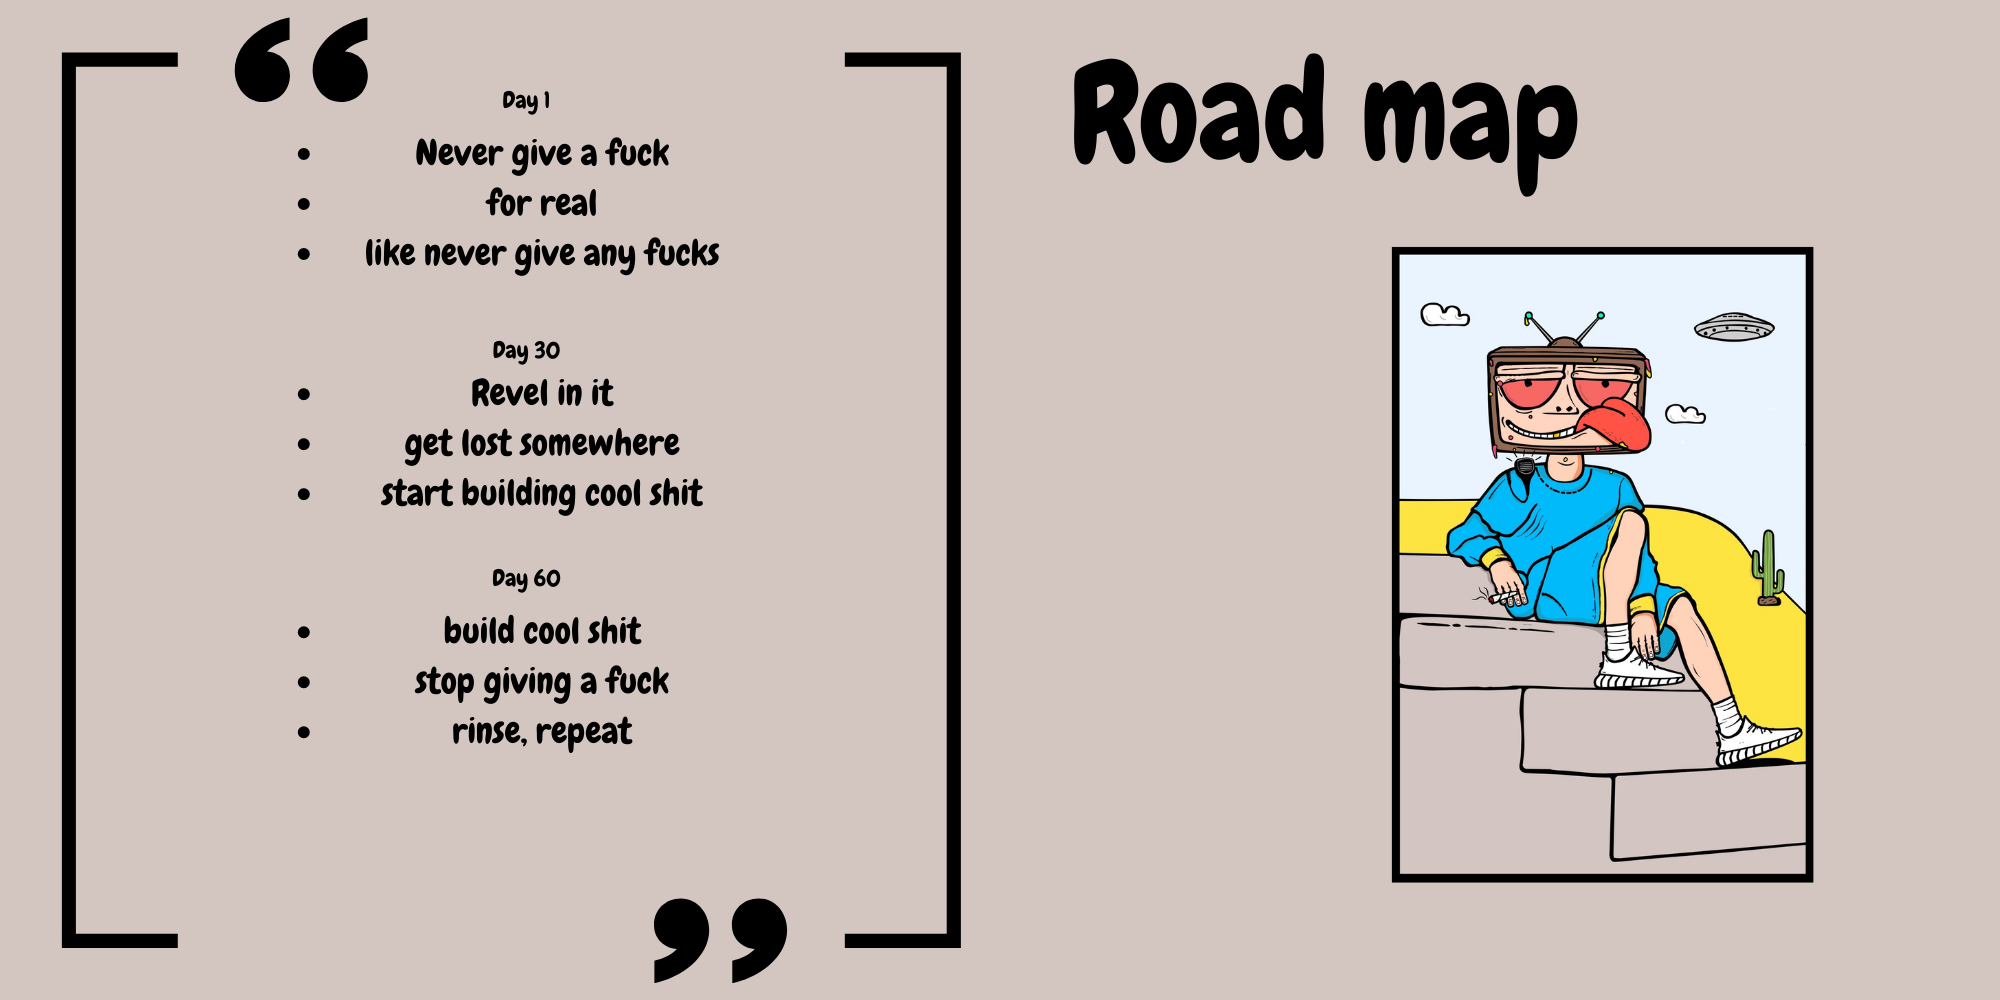 Day 1
Never give a fuck
for real
like never give any fucks
Day 30
Revel in it
get lost somewhere
start building cool shit
Day 60
build cool shit
stop giving a fuck
rinse, repeat
Road map